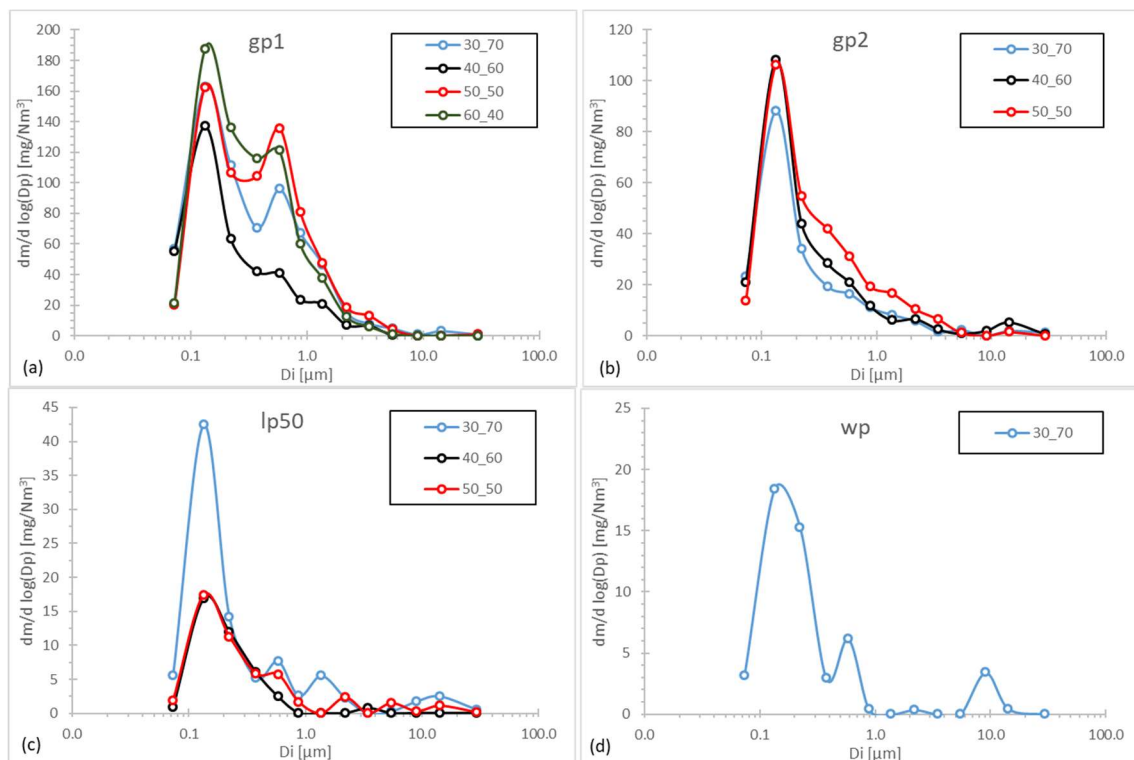 gp1
200
180
160
140
120
100
80
60
40
20
0
dm/d log(Dp) [mg/Nm³]
30_70
40_60
50_50
60_40
0.0 0.1 1.0 10.0 100.0
Di [µm]
(a)
gp2
120
100
80
60
40
20
0
dm/d log(Dp) [mg/Nm³]
30_70
40_60
50_50
0.0 0.1 1.0 10.0 100.0
Di [µm]
(b)
lp50
45
40
35
30
25
20
15
10
5
0
dm/d log(Dp) [mg/Nm³]
30_70
40_60
50_50
0.0 0.1 1.0 10.0 100.0
Di [µm]
(c)
wp
25
20
15
10
5
0
dm/d log(Dp) [mg/Nm³]
30_70
0.0 0.1 1.0 10.0 100.0
Di [µm]
(d)